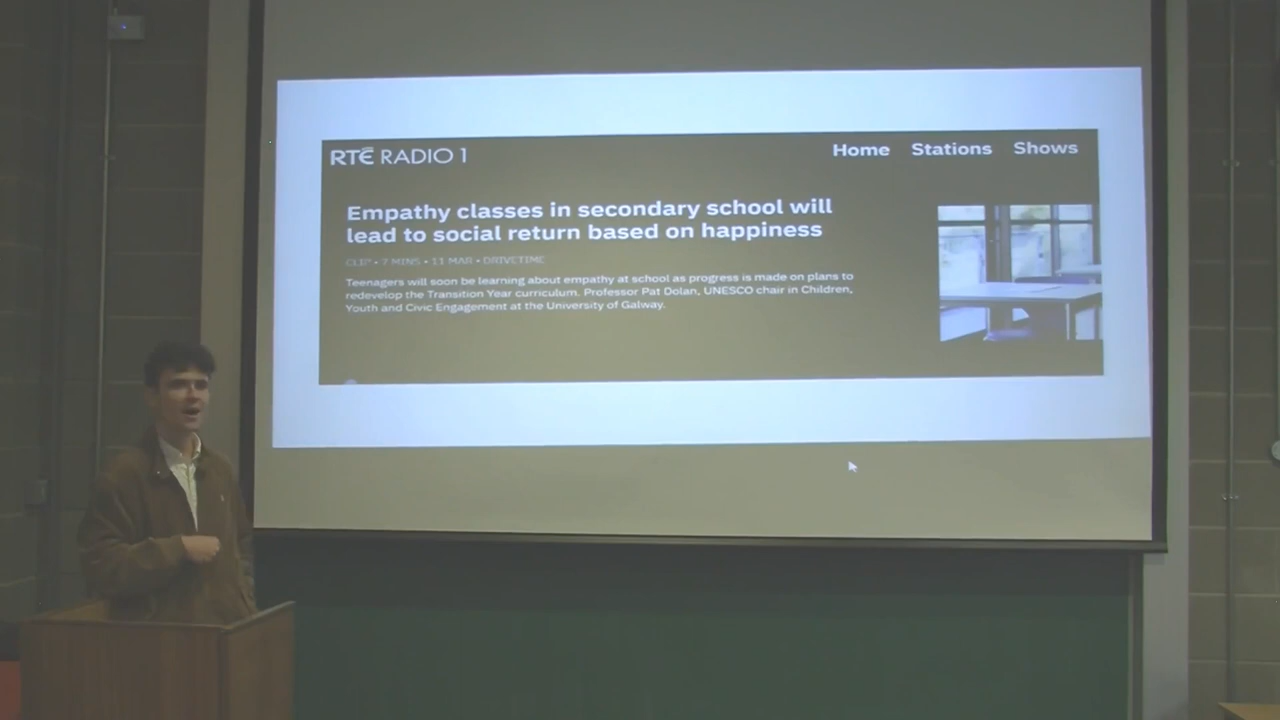 RTÉ RADIO 1
Home Stations Shows
Empathy classes in secondary school will
lead to social return based on happiness
CLIP • 7 MINS • 11 MAR • DRIVETIME
Teenagers will soon be learning about empathy at school as progress is made on plans to
redevelop the Transition Year curriculum. Professor Pat Dolan, UNESCO chair in Children,
Youth and Civic Engagement at the University of Galway.